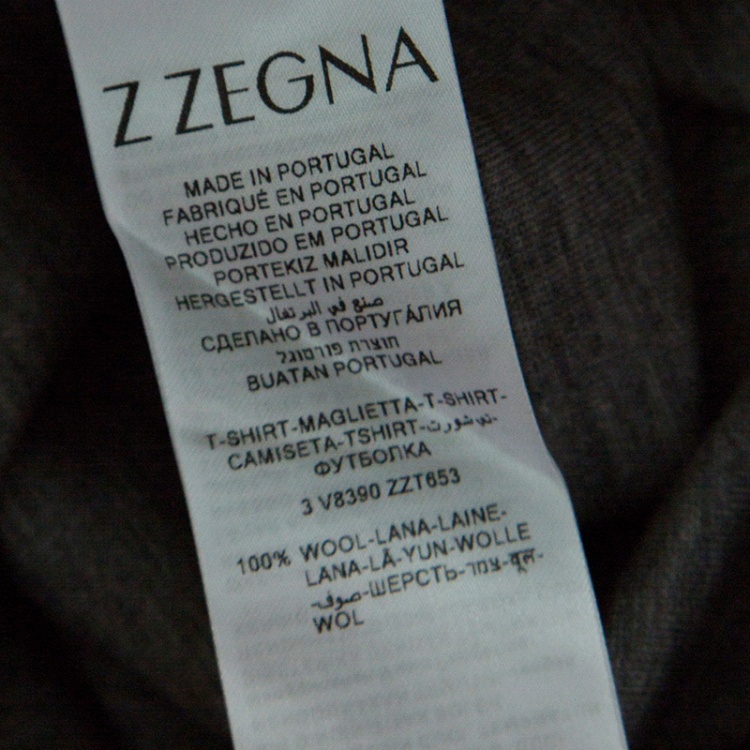 Z ZEGNA
MADE IN PORTUGAL
FABRIQUÉ EN PORTUGAL
HECHO EN PORTUGAL
PRODUZIDO EM PORTUGAL
PORTEKIZ MALIDIR
HERGESTELLT IN PORTUGAL
صنع في البرتغال
СДЕЛАНО В ПОРТУГАЛИЯ
תוצרת פורטוגל
BUATAN PORTUGAL
T-SHIRT-MAGLIETTA-T-SHIRT-
CAMISETA-TSHIRT-تي شورت-
ФУТБОЛКА
3 V8390 ZZT653
100% WOOL-LANA-LAINE-
LANA-LÃ-YUN-WOLLE
صوف-ШЕРСТЬ-צמר-वूल-
WOL